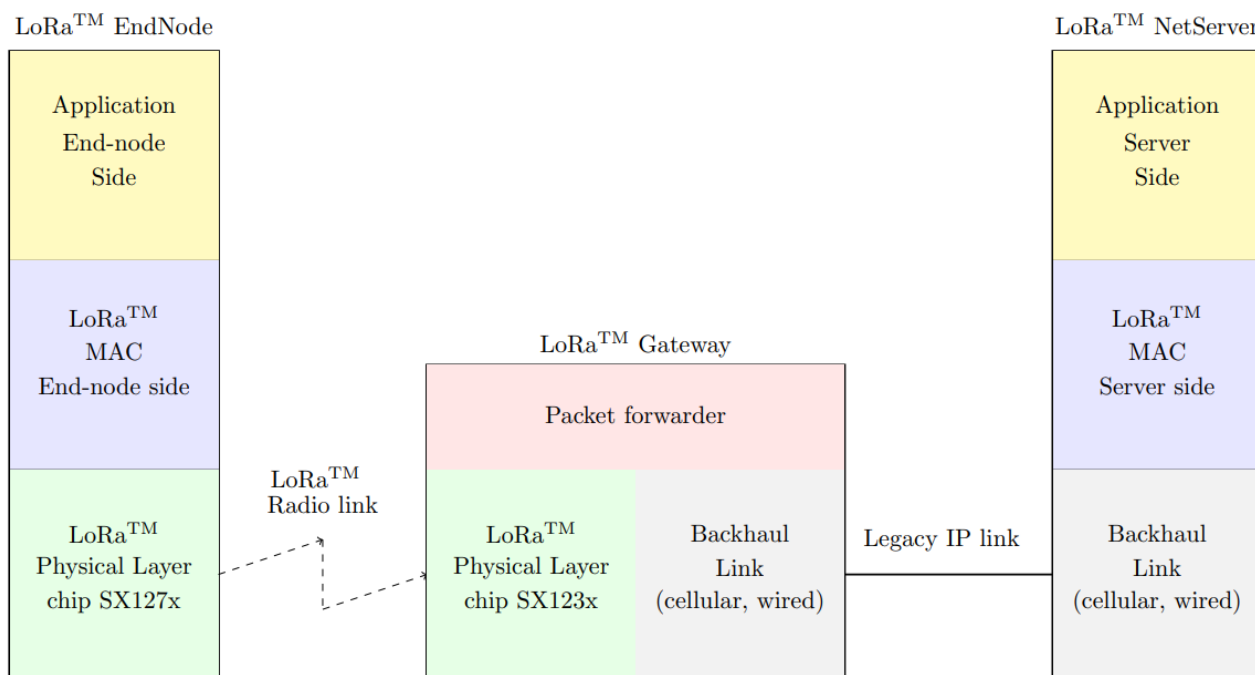 LoRa™ EndNode
Application
End-node
Side
LoRa™
MAC
End-node side
LoRa™
Physical Layer
chip SX127x
LoRa™
Radio link
LoRa™ Gateway
Packet forwarder
LoRa™
Physical Layer
chip SX123x
Backhaul
Link
(cellular, wired)
Legacy IP link
LoRa™ NetServer
Application
Server
Side
LoRa™
MAC
Server side
Backhaul
Link
(cellular, wired)